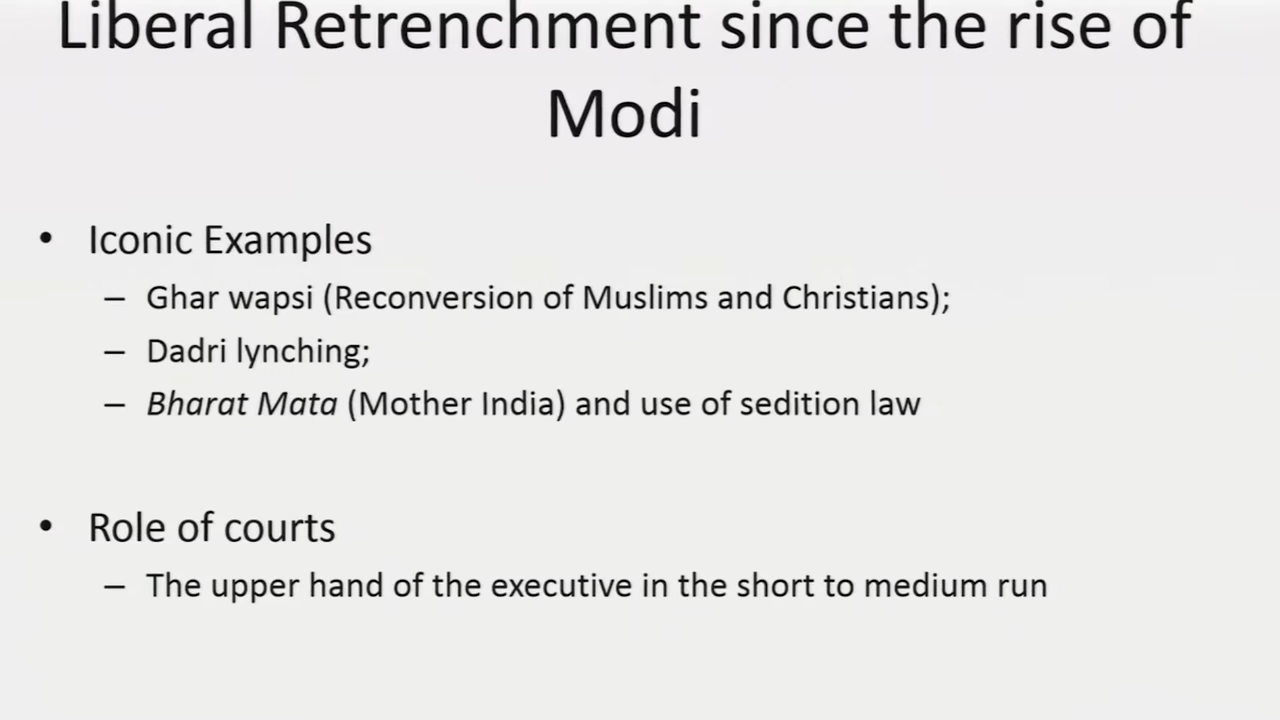 Liberal Retrenchment since the rise of
Modi
• Iconic Examples
– Ghar wapsi (Reconversion of Muslims and Christians);
– Dadri lynching;
– Bharat Mata (Mother India) and use of sedition law
• Role of courts
– The upper hand of the executive in the short to medium run